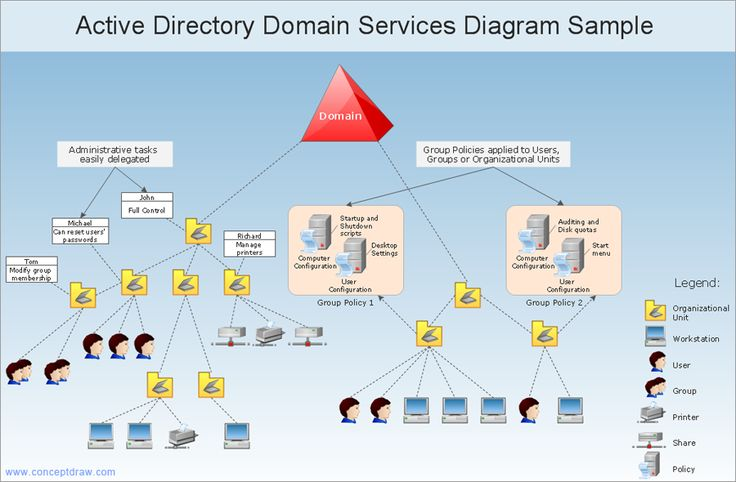 Active Directory Domain Services Diagram Sample
Domain
Administrative tasks
easily delegated
Group Policies applied to Users,
Groups or Organizational Units
John
Full Control
Michael
Can reset users'
passwords
Richard
Manage
printers
Tom
Modify group
membership
Startup and
Shutdown
scripts
Computer
Configuration
Desktop
Settings
User
Configuration
Group Policy 1
Auditing and
Disk quotas
Computer
Configuration
Start
menu
User
Configuration
Group Policy 2
Legend:
Organizational
Unit
Workstation
User
Group
Printer
Share
Policy
www.conceptdraw.com